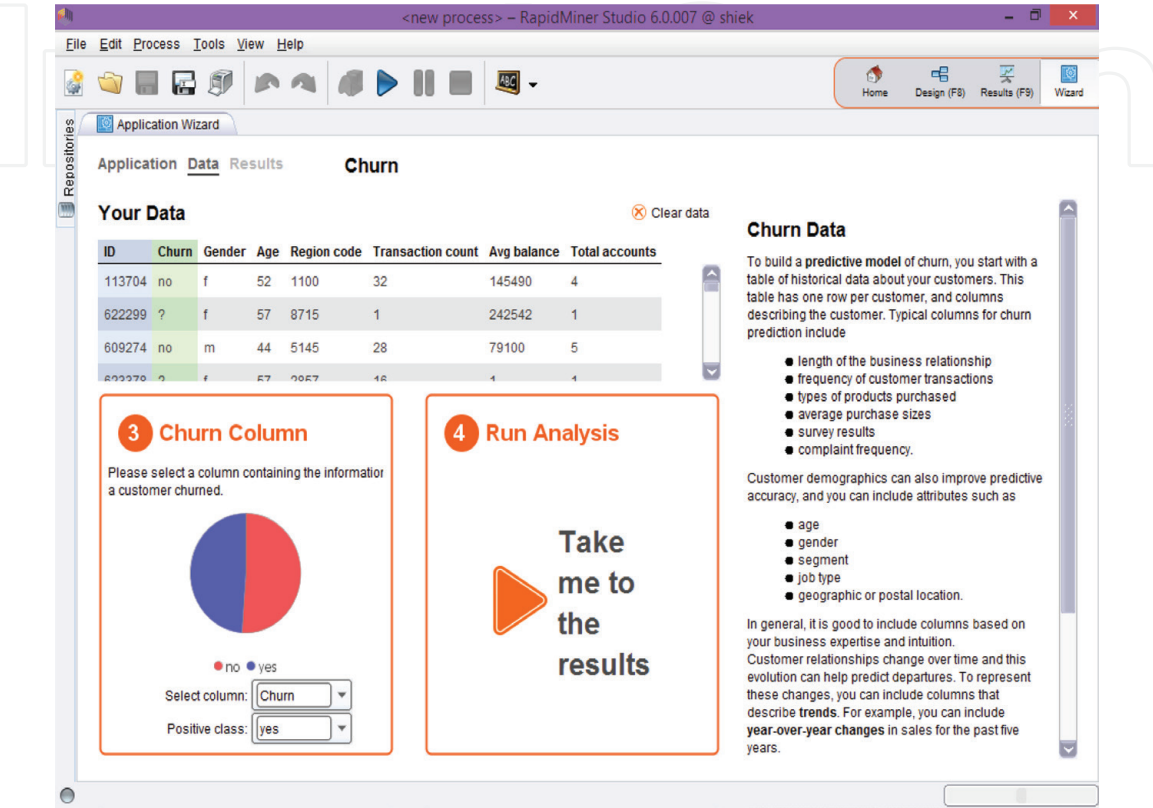 <new process> – RapidMiner Studio 6.0.007 @ shiek
File Edit Process Tools View Help
ABC
Home Design (F8) Results (F9) Wizard
Repositories
Application Wizard
Application Data Results Churn
Your Data
Clear data
ID Churn Gender Age Region code Transaction count Avg balance Total accounts
113704 no f 52 1100 32 145490 4
622299 ? f 57 8715 1 242542 1
609274 no m 44 5145 28 79100 5
623378 ? f 57 2857 16 1 1
3 Churn Column
Please select a column containing the information
a customer churned.
no yes
Select column: Churn
Positive class: yes
4 Run Analysis
Take
me to
the
results
Churn Data
To build a predictive model of churn, you start with a
table of historical data about your customers. This
table has one row per customer, and columns
describing the customer. Typical columns for churn
prediction include
length of the business relationship
frequency of customer transactions
types of products purchased
average purchase sizes
survey results
complaint frequency.
Customer demographics can also improve predictive
accuracy, and you can include attributes such as
age
gender
segment
job type
geographic or postal location.
In general, it is good to include columns based on
your business expertise and intuition.
Customer relationships change over time and this
evolution can help predict departures. To represent
these changes, you can include columns that
describe trends. For example, you can include
year-over-year changes in sales for the past five
years.